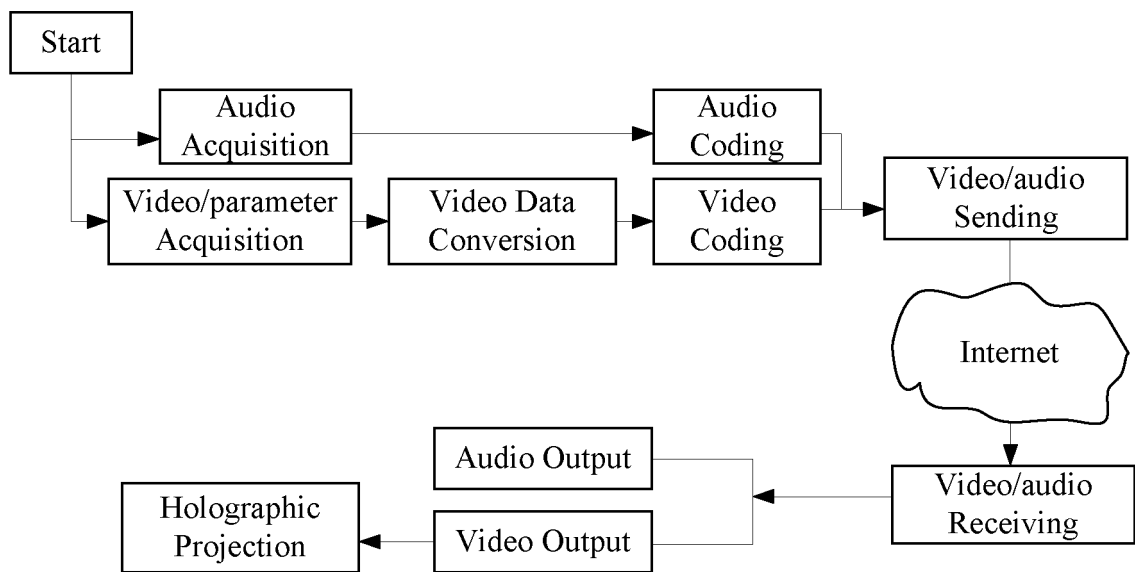 Start
Audio
Acquisition
Audio
Coding
Video/parameter
Acquisition
Video Data
Conversion
Video
Coding
Video/audio
Sending
Internet
Audio Output
Video/audio
Receiving
Holographic
Projection
Video Output